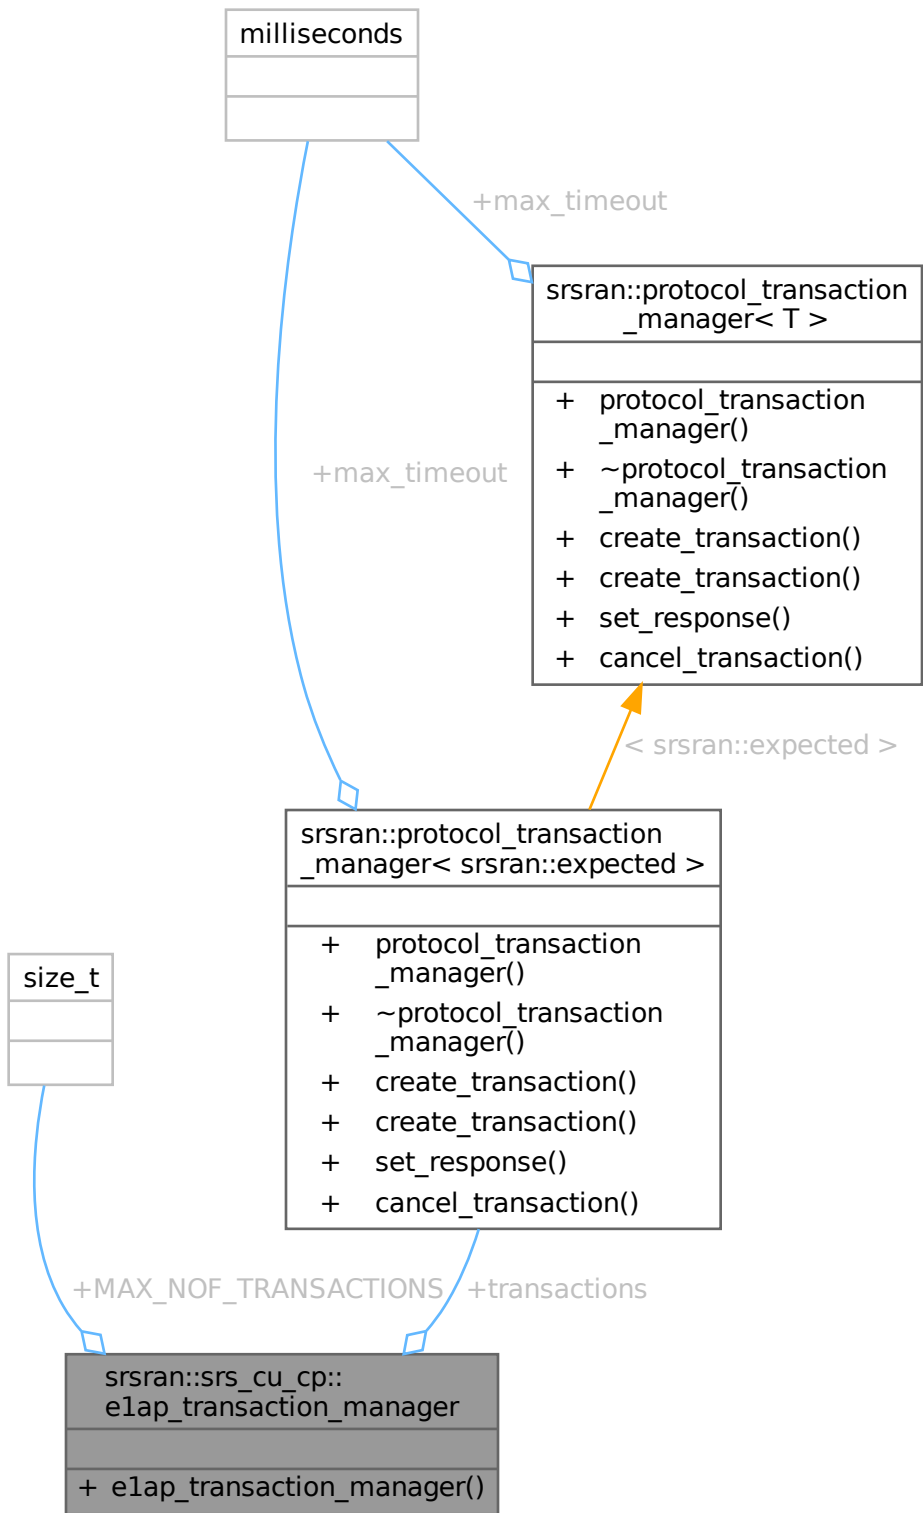 milliseconds
+max_timeout
srsran::protocol_transaction
_manager< T >
+ protocol_transaction
_manager()
+ ~protocol_transaction
_manager()
+ create_transaction()
+ create_transaction()
+ set_response()
+ cancel_transaction()
+max_timeout
< srsran::expected >
srsran::protocol_transaction
_manager< srsran::expected >
+ protocol_transaction
_manager()
+ ~protocol_transaction
_manager()
+ create_transaction()
+ create_transaction()
+ set_response()
+ cancel_transaction()
size_t
+MAX_NOF_TRANSACTIONS
+transactions
srsran::srs_cu_cp::
e1ap_transaction_manager
+ e1ap_transaction_manager()